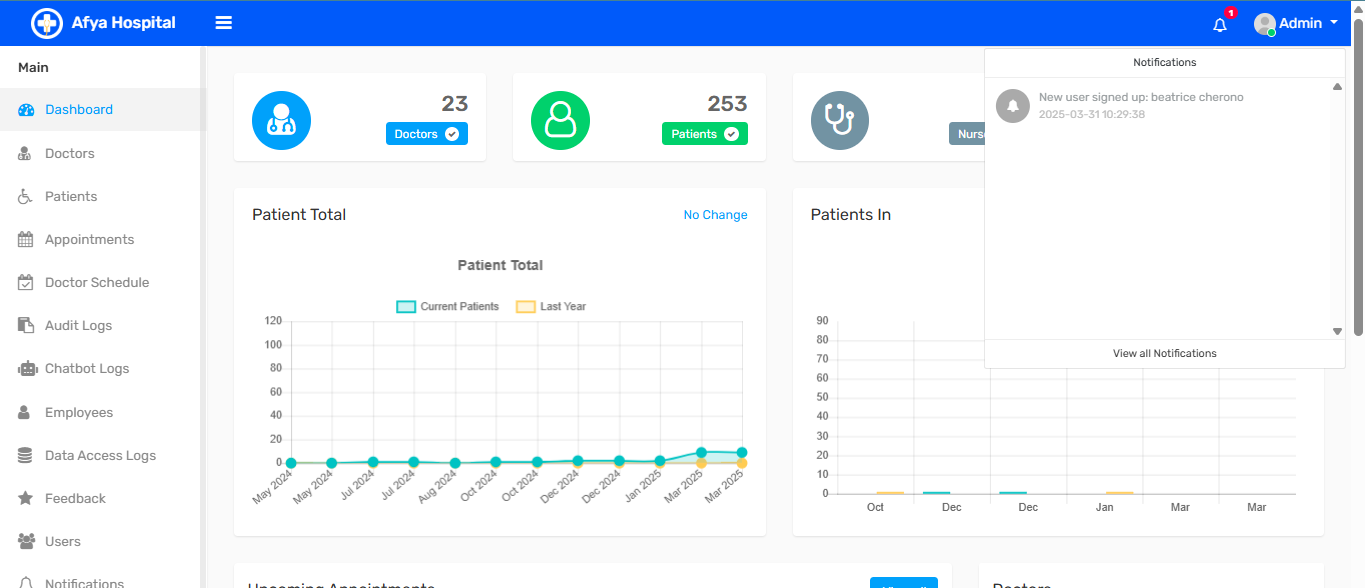 Afya Hospital
1
Admin
Main
Dashboard
Doctors
Patients
Appointments
Doctor Schedule
Audit Logs
Chatbot Logs
Employees
Data Access Logs
Feedback
Users
Notifications
23
Doctors
253
Patients
Nurse
Notifications
New user signed up: beatrice cherono
2025-03-31 10:29:38
View all Notifications
Patient Total
No Change
Patient Total
Current Patients
Last Year
120
100
80
60
40
20
0
May 2024
May 2024
Jul 2024
Jul 2024
Aug 2024
Oct 2024
Oct 2024
Dec 2024
Dec 2024
Jan 2025
Mar 2025
Mar 2025
Patients In
90
80
70
60
50
40
30
20
10
0
Oct
Dec
Dec
Jan
Mar
Mar
Upcoming Appointments
Doctors